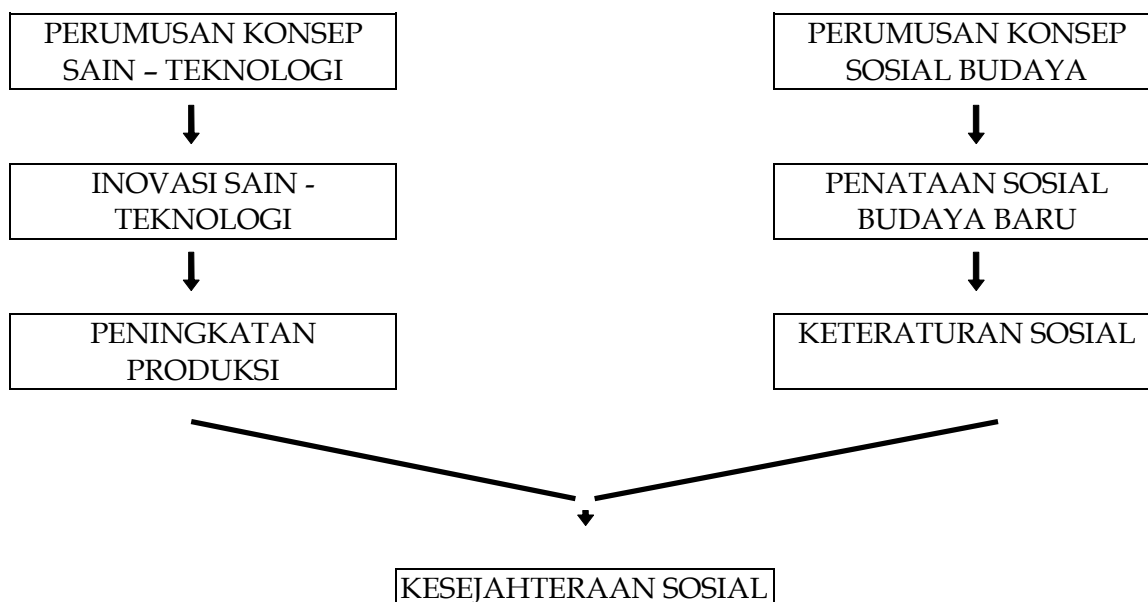 PERUMUSAN KONSEP
SAIN – TEKNOLOGI
PERUMUSAN KONSEP
SOSIAL BUDAYA
INOVASI SAIN -
TEKNOLOGI
PENATAAN SOSIAL
BUDAYA BARU
PENINGKATAN
PRODUKSI
KETERATURAN SOSIAL
KESEJAHTERAAN SOSIAL